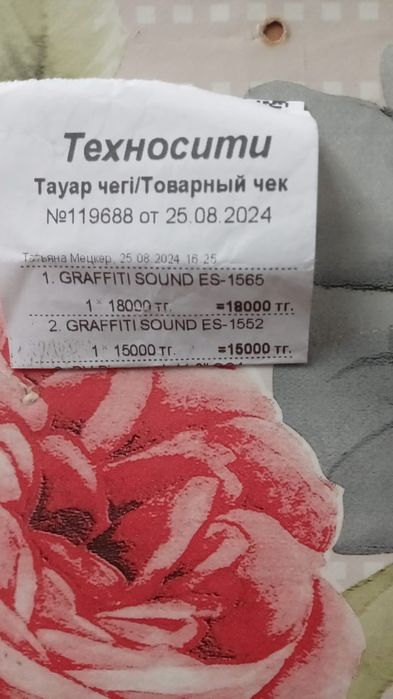 Техносити
Тауар чегі/Товарный чек
№119688 от 25.08.2024
Татьяна Мецкер, 25.08.2024 16:25
1. GRAFFITI SOUND ES-1565
1 * 18000 тг. =18000 тг.
2. GRAFFITI SOUND ES-1552
1 * 15000 тг. =15000 тг.